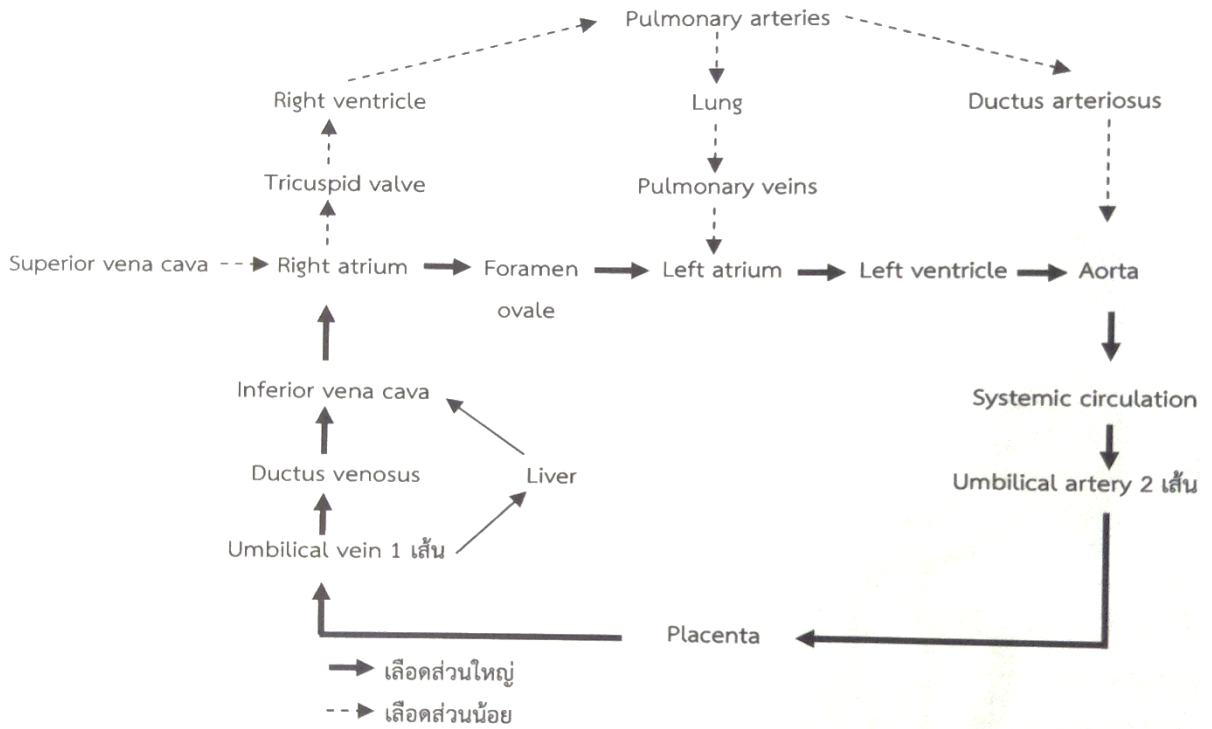 Pulmonary arteries
Right ventricle
Lung
Ductus arteriosus
Tricuspid valve
Pulmonary veins
Superior vena cava
Right atrium
Foramen
ovale
Left atrium
Left ventricle
Aorta
Inferior vena cava
Systemic circulation
Ductus venosus
Liver
Umbilical artery 2 เส้น
Umbilical vein 1 เส้น
Placenta
เลือดส่วนใหญ่
เลือดส่วนน้อย